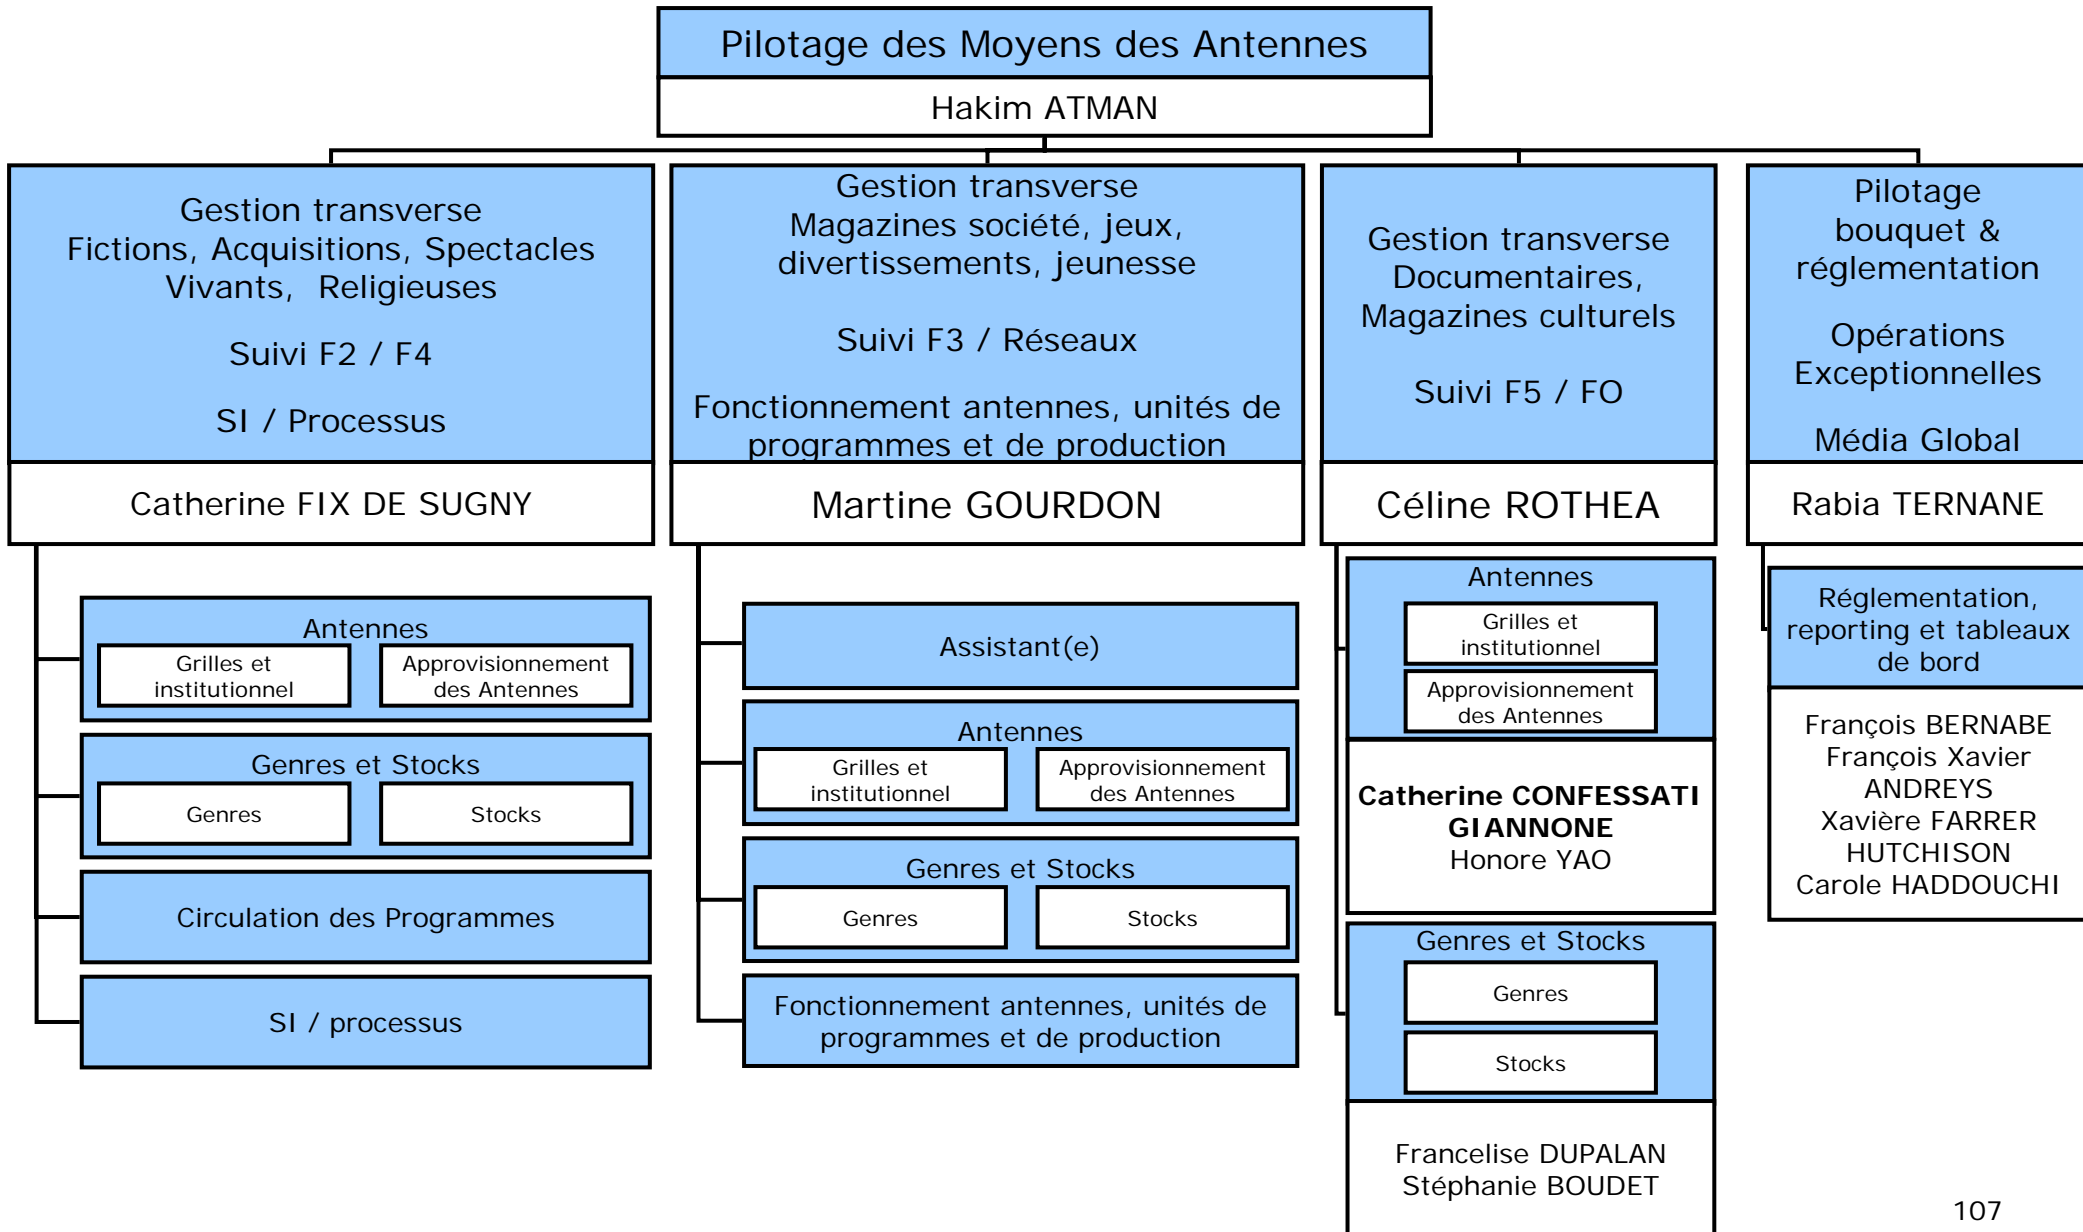 Pilotage des Moyens des Antennes
Hakim ATMAN
Gestion transverse
Fictions, Acquisitions, Spectacles
Vivants, Religieuses
Suivi F2 / F4
SI / Processus
Catherine FIX DE SUGNY
Antennes
Grilles et
institutionnel
Approvisionnement
des Antennes
Genres et Stocks
Genres
Stocks
Circulation des Programmes
SI / processus
Gestion transverse
Magazines société, jeux,
divertissements, jeunesse
Suivi F3 / Réseaux
Fonctionnement antennes, unités de
programmes et de production
Martine GOURDON
Assistant(e)
Antennes
Grilles et
institutionnel
Approvisionnement
des Antennes
Genres et Stocks
Genres
Stocks
Fonctionnement antennes, unités de
programmes et de production
Gestion transverse
Documentaires,
Magazines culturels
Suivi F5 / FO
Céline ROTHEA
Antennes
Grilles et
institutionnel
Approvisionnement
des Antennes
Catherine CONFESSATI
GIANNONE
Honore YAO
Genres et Stocks
Genres
Stocks
Francelise DUPALAN
Stéphanie BOUDET
Pilotage
bouquet &
réglementation
Opérations
Exceptionnelles
Média Global
Rabia TERNANE
Réglementation,
reporting et tableaux
de bord
François BERNABE
François Xavier
ANDREYS
Xavière FARRER
HUTCHISON
Carole HADDOUCHI
107